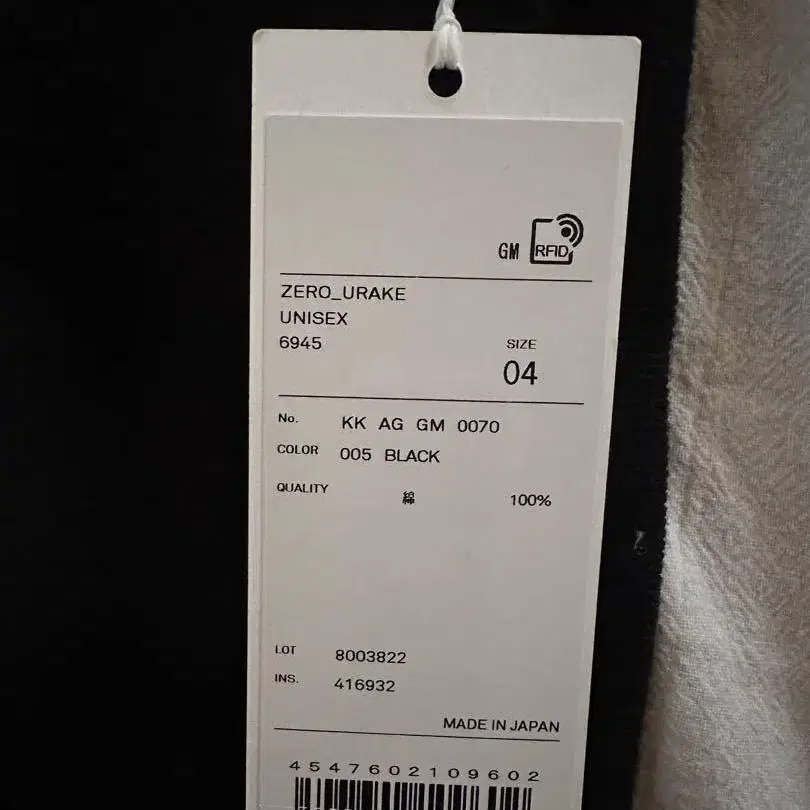 GM RFID
ZERO_URAKE
UNISEX
6945
SIZE
04
No. KK AG GM 0070
COLOR 005 BLACK
QUALITY 綿 100%
LOT 8003822
INS. 416932
MADE IN JAPAN
4547602109602